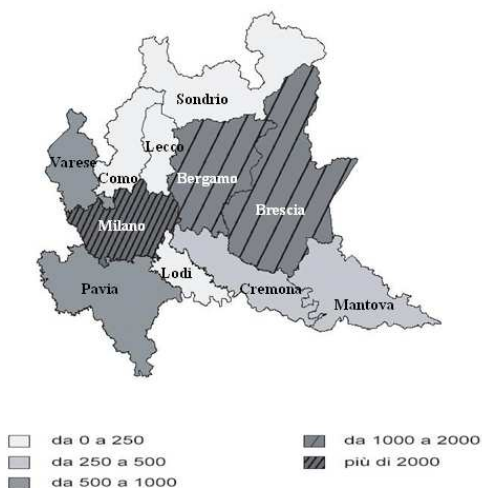 Sondrio
Lecco
Varese
Como
Bergamo
Brescia
Milano
Lodi
Pavia
Cremona
Mantova
da 0 a 250
da 250 a 500
da 500 a 1000
da 1000 a 2000
più di 2000